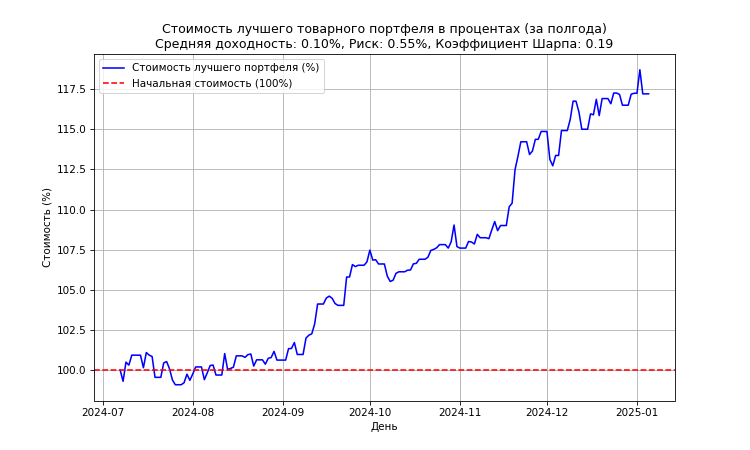 Стоимость лучшего товарного портфеля в процентах (за полгода)
Средняя доходность: 0.10%, Риск: 0.55%, Коэффициент Шарпа: 0.19
Стоимость лучшего портфеля (%)
Начальная стоимость (100%)
Стоимость (%)
117.5
115.0
112.5
110.0
107.5
105.0
102.5
100.0
2024-07
2024-08
2024-09
2024-10
2024-11
2024-12
2025-01
День